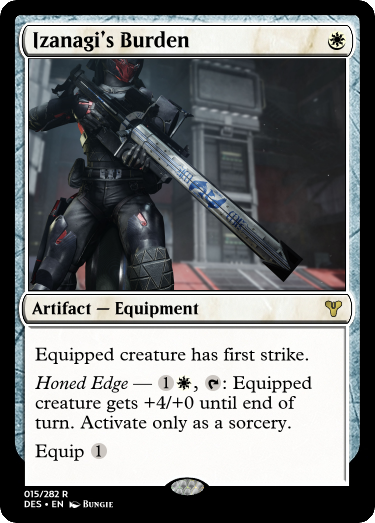 Izanagi's Burden
Artifact — Equipment
Equipped creature has first strike.
Honed Edge — 1, : Equipped
creature gets +4/+0 until end of
turn. Activate only as a sorcery.
Equip 1
015/282 R
DES • EN Bungie